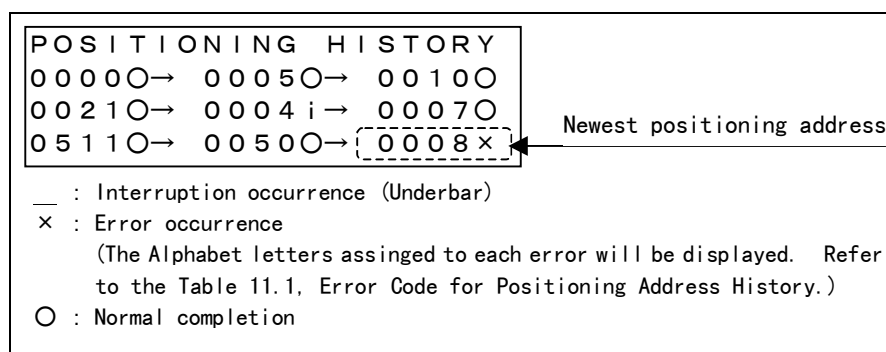 POSITIONING HISTORY
0000○→ 0005○→ 0010○
0021○→ 0004i→ 0007○
0511○→ 0050○→ 0008×
Newest positioning address
__ : Interruption occurrence (Underbar)
× : Error occurrence
(The Alphabet letters assinged to each error will be displayed. Refer
to the Table 11.1, Error Code for Positioning Address History.)
○ : Normal completion